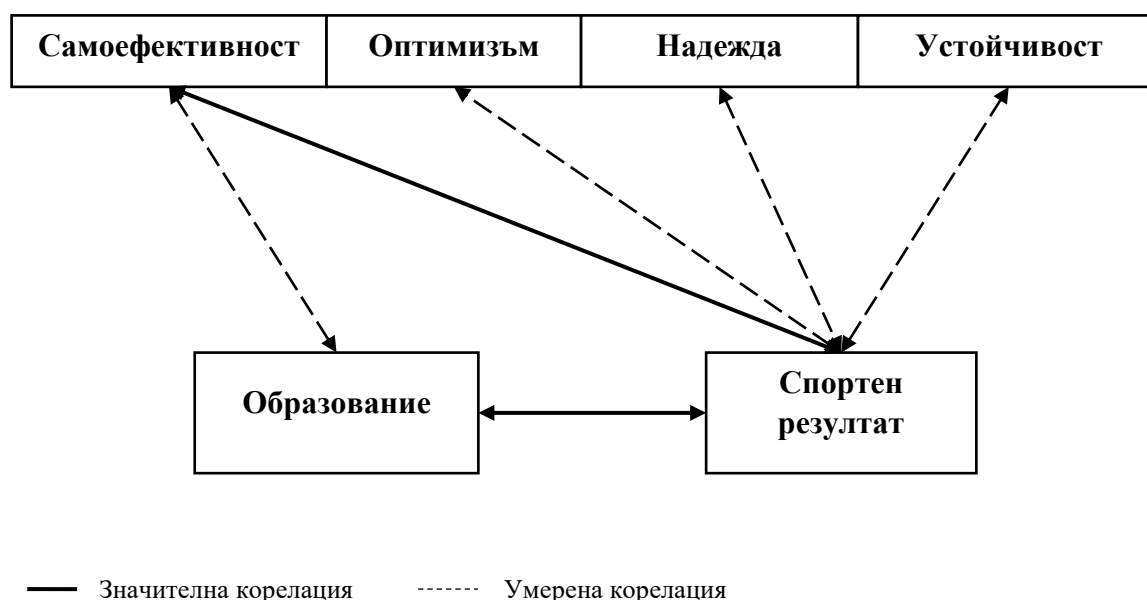 Самоефективност Оптимизъм Надежда Устойчивост
Образование
Спортен
резултат
Значителна корелация Умерена корелация